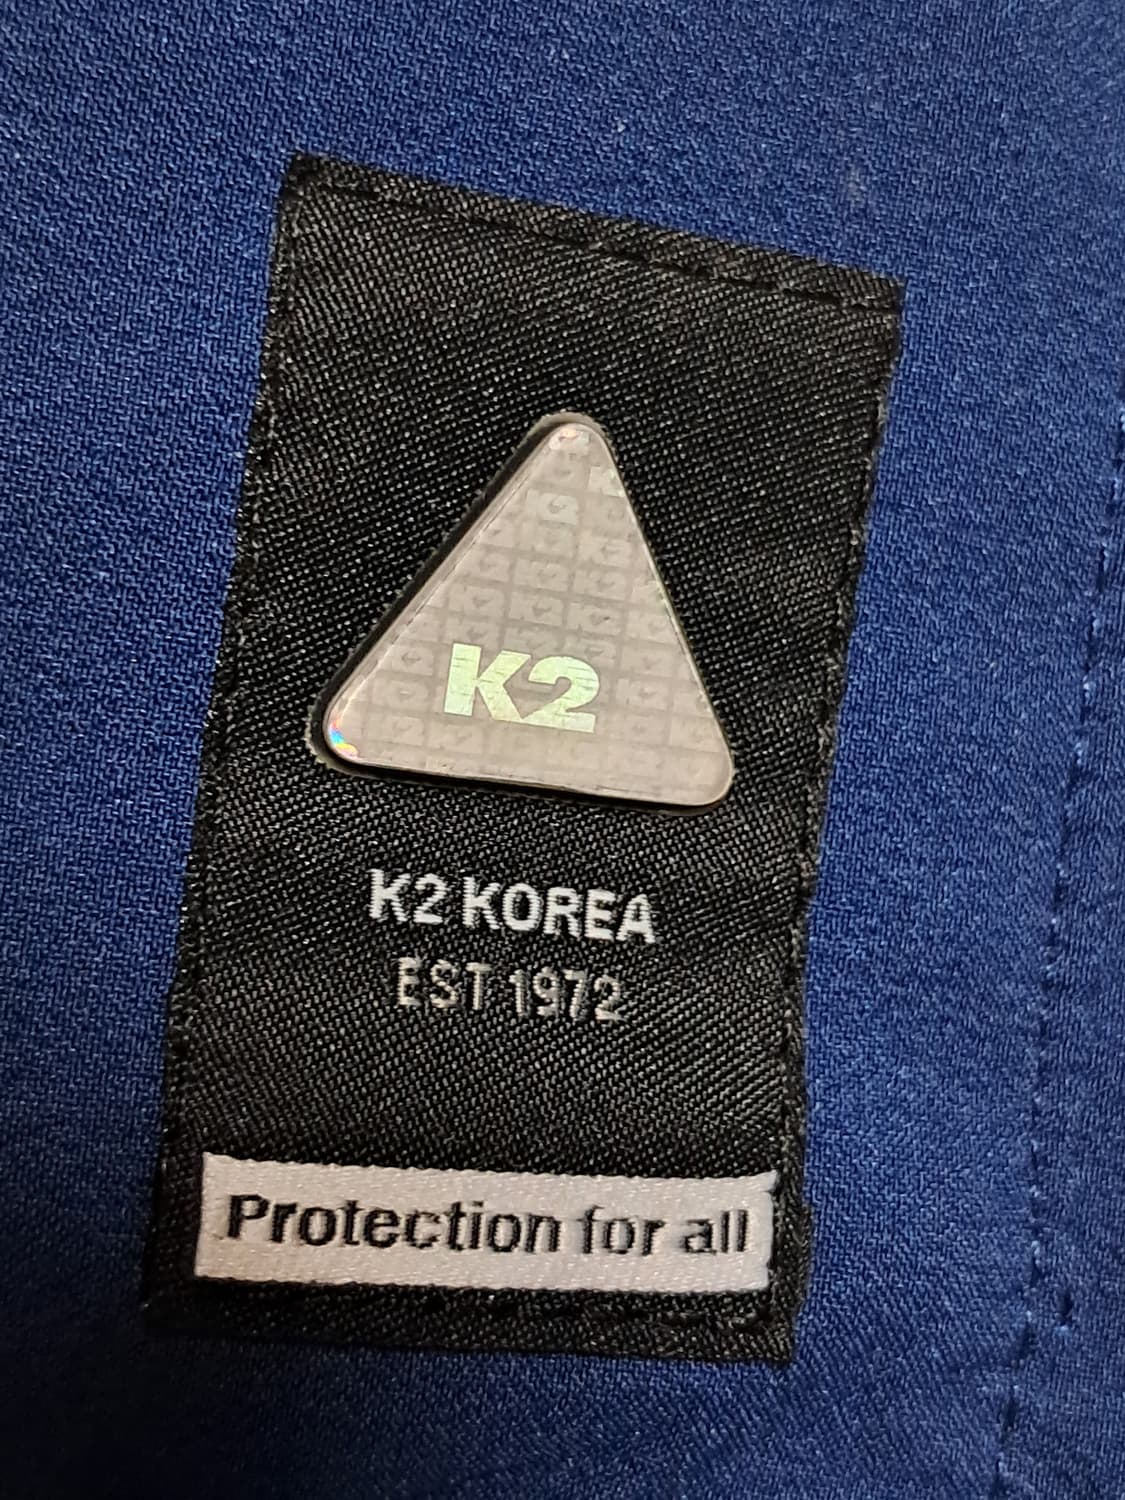 K2
K2 KOREA
EST 1972
Protection for all